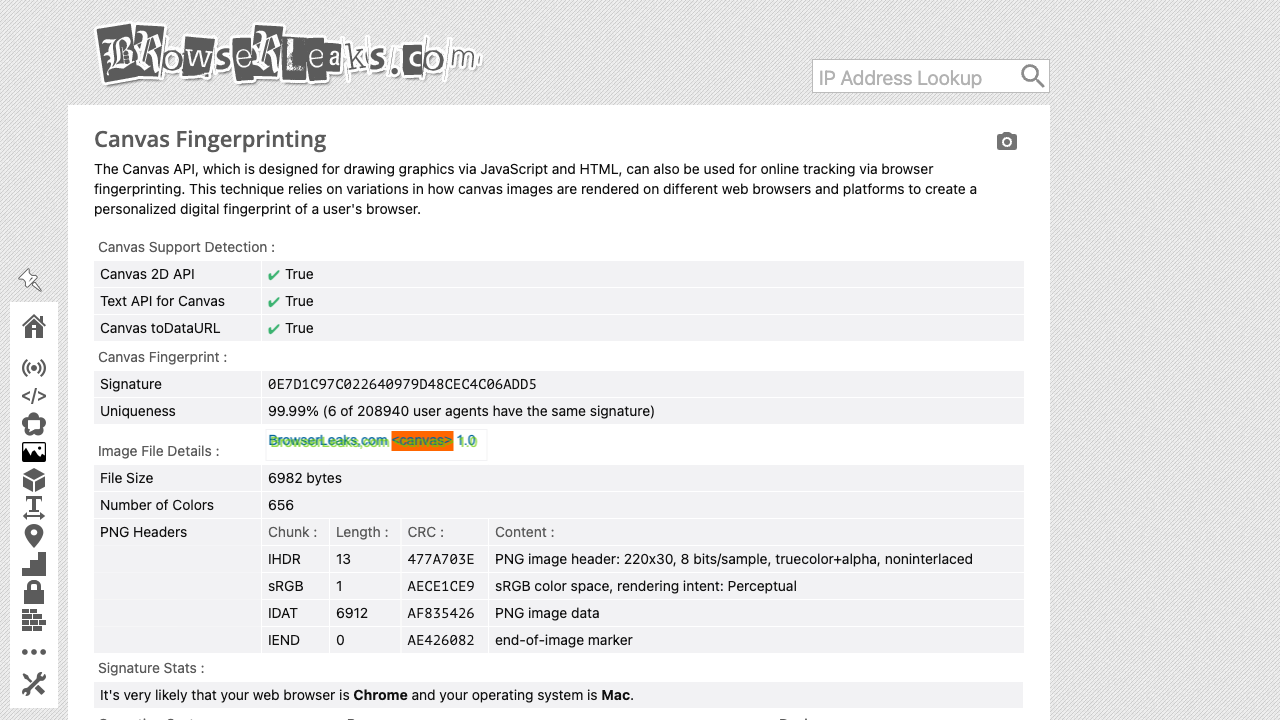 BrowserLeaks.com
IP Address Lookup
Canvas Fingerprinting
The Canvas API, which is designed for drawing graphics via JavaScript and HTML, can also be used for online tracking via browser
fingerprinting. This technique relies on variations in how canvas images are rendered on different web browsers and platforms to create a
personalized digital fingerprint of a user's browser.
Canvas Support Detection :
Canvas 2D API ✔ True
Text API for Canvas ✔ True
Canvas toDataURL ✔ True
Canvas Fingerprint :
Signature 0E7D1C97C022640979D48CEC4C06ADD5
Uniqueness 99.99% (6 of 208940 user agents have the same signature)
Image File Details : BrowserLeaks.com <canvas> 1.0
File Size 6982 bytes
Number of Colors 656
PNG Headers Chunk : Length : CRC : Content :
IHDR 13 477A703E PNG image header: 220x30, 8 bits/sample, truecolor+alpha, noninterlaced
sRGB 1 AECE1CE9 sRGB color space, rendering intent: Perceptual
IDAT 6912 AF835426 PNG image data
IEND 0 AE426082 end-of-image marker
Signature Stats :
It's very likely that your web browser is Chrome and your operating system is Mac.